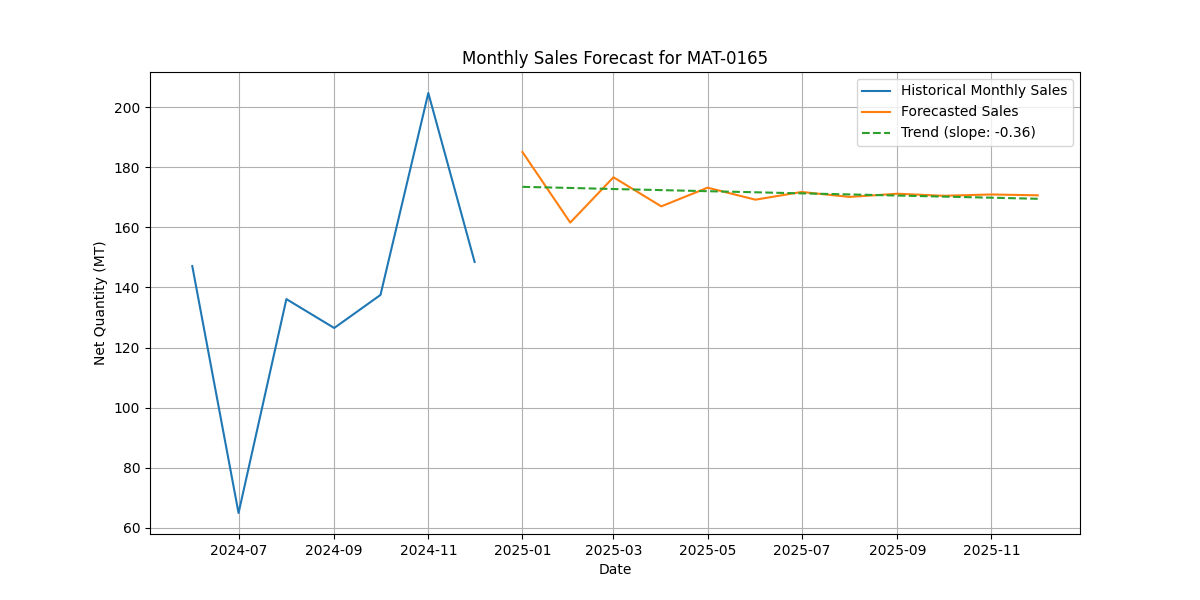 Monthly Sales Forecast for MAT-0165
Historical Monthly Sales
Forecasted Sales
Trend (slope: -0.36)
Net Quantity (MT)
200
180
160
140
120
100
80
60
2024-07 2024-09 2024-11 2025-01 2025-03 2025-05 2025-07 2025-09 2025-11
Date